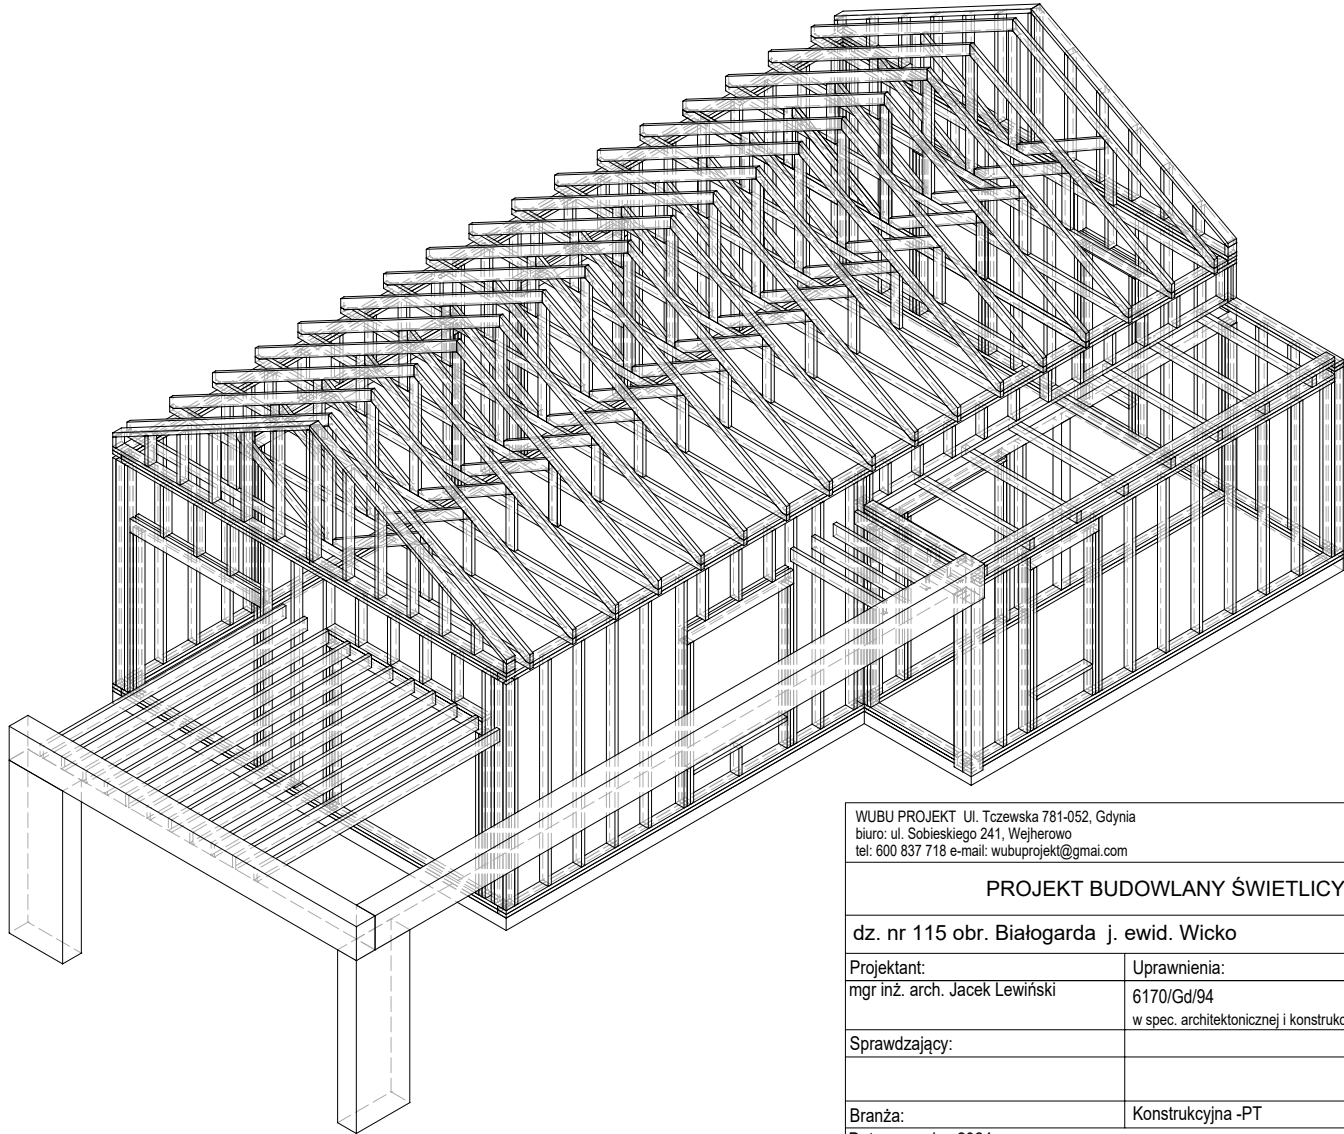 WUBU PROJEKT Ul. Tczewska 781-052, Gdynia
biuro: ul. Sobieskiego 241, Wejherowo
tel: 600 837 718 e-mail: wubuprojekt@gmai.com
PROJEKT BUDOWLANY ŚWIETLICY
dz. nr 115 obr. Białogarda j. ewid. Wicko
Projektant: Uprawnienia:
mgr inż. arch. Jacek Lewiński 6170/Gd/94
w spec. architektonicznej i
Sprawdzający:
Branża: Konstrukcyjna -PT